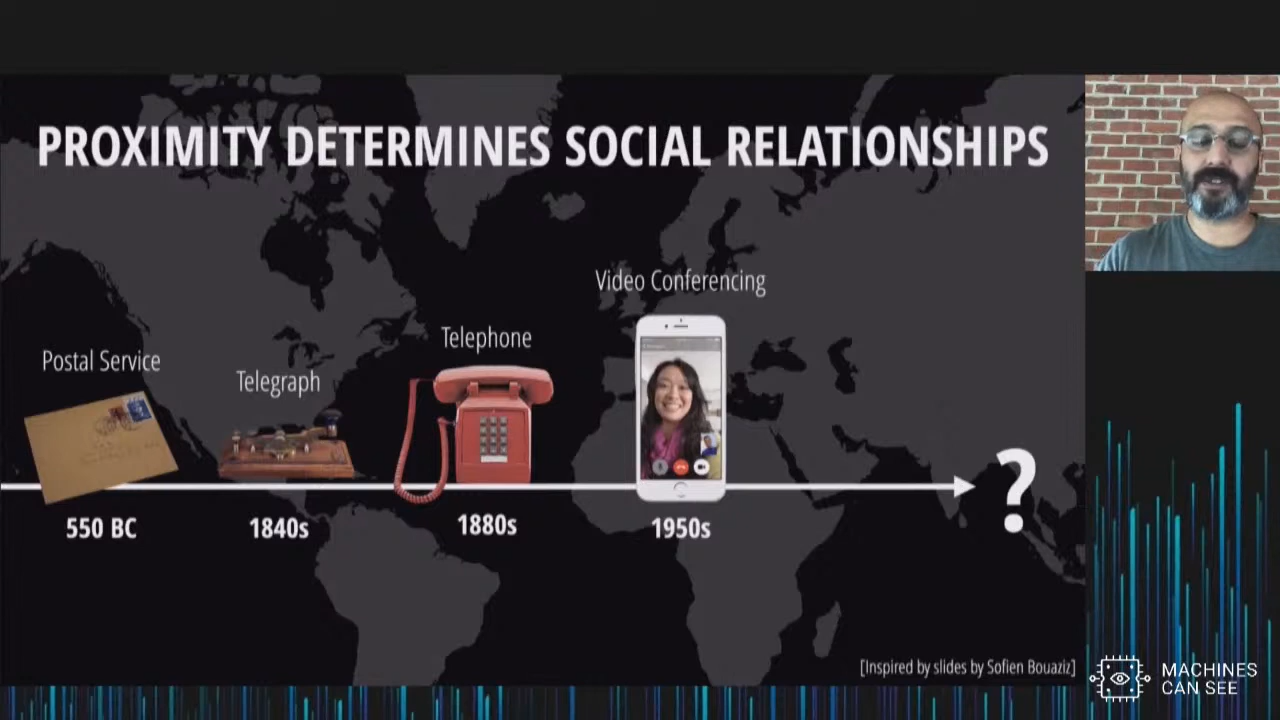 PROXIMITY DETERMINES SOCIAL RELATIONSHIPS
Postal Service
Telegraph
Telephone
Video Conferencing
550 BC
1840s
1880s
1950s
?
[Inspired by slides by Sofien Bouaziz]
MACHINES
CAN SEE